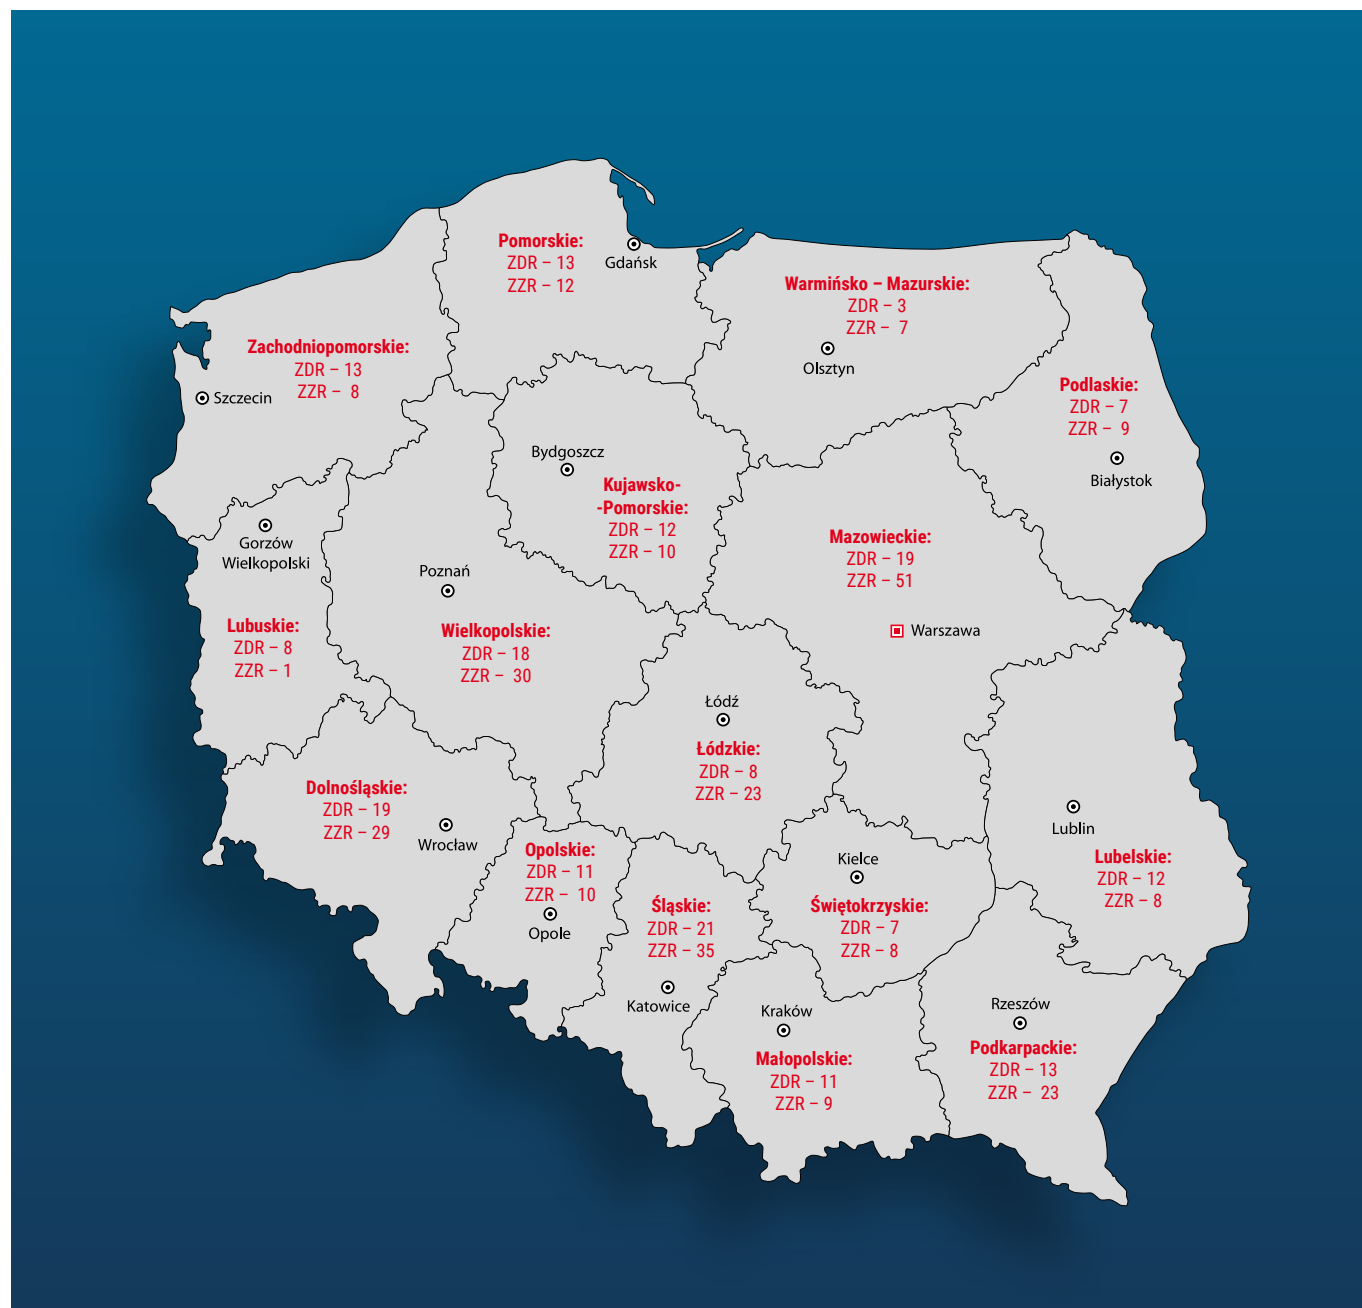 Pomorskie:
ZDR – 13
ZZR – 12
Gdańsk
Warmińsko – Mazurskie:
ZDR – 3
ZZR – 7
Olsztyn
Zachodniopomorskie:
ZDR – 13
ZZR – 8
Szczecin
Podlaskie:
ZDR – 7
ZZR – 9
Białystok
Bydgoszcz
Kujawsko-
-Pomorskie:
ZDR – 12
ZZR – 10
Gorzów
Wielkopolski
Mazowieckie:
ZDR – 19
ZZR – 51
Warszawa
Poznań
Wielkopolskie:
ZDR – 18
ZZR – 30
Lubuskie:
ZDR – 8
ZZR – 1
Łódź
Łódzkie:
ZDR – 8
ZZR – 23
Dolnośląskie:
ZDR – 19
ZZR – 29
Wrocław
Lublin
Lubelskie:
ZDR – 12
ZZR – 8
Opolskie:
ZDR – 11
ZZR – 10
Opole
Kielce
Świętokrzyskie:
ZDR – 7
ZZR – 8
Śląskie:
ZDR – 21
ZZR – 35
Katowice
Kraków
Małopolskie:
ZDR – 11
ZZR – 9
Rzeszów
Podkarpackie:
ZDR – 13
ZZR – 23